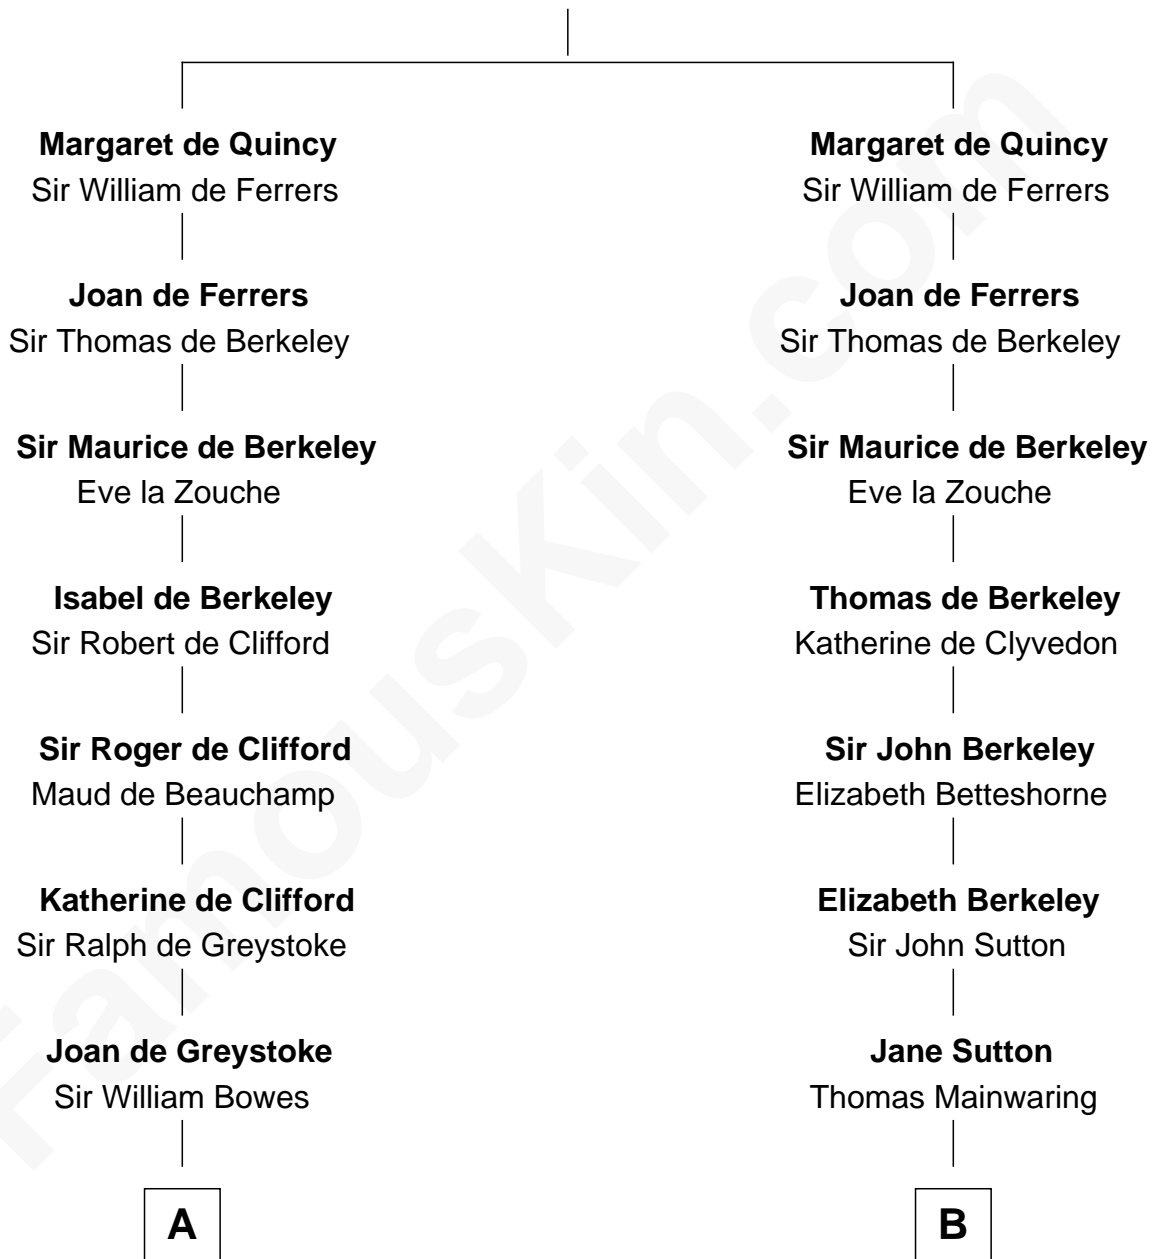 Margaret de Quincy
Sir William de Ferrers
Joan de Ferrers
Sir Thomas de Berkeley
Sir Maurice de Berkeley
Eve la Zouche
Isabel de Berkeley
Sir Robert de Clifford
Sir Roger de Clifford
Maud de Beauchamp
Katherine de Clifford
Sir Ralph de Greystoke
Joan de Greystoke
Sir William Bowes
A
Margaret de Quincy
Sir William de Ferrers
Joan de Ferrers
Sir Thomas de Berkeley
Sir Maurice de Berkeley
Eve la Zouche
Thomas de Berkeley
Katherine de Clyvedon
Sir John Berkeley
Elizabeth Betteshorne
Elizabeth Berkeley
Sir John Sutton
Jane Sutton
Thomas Mainwaring
B
FamousKin.com